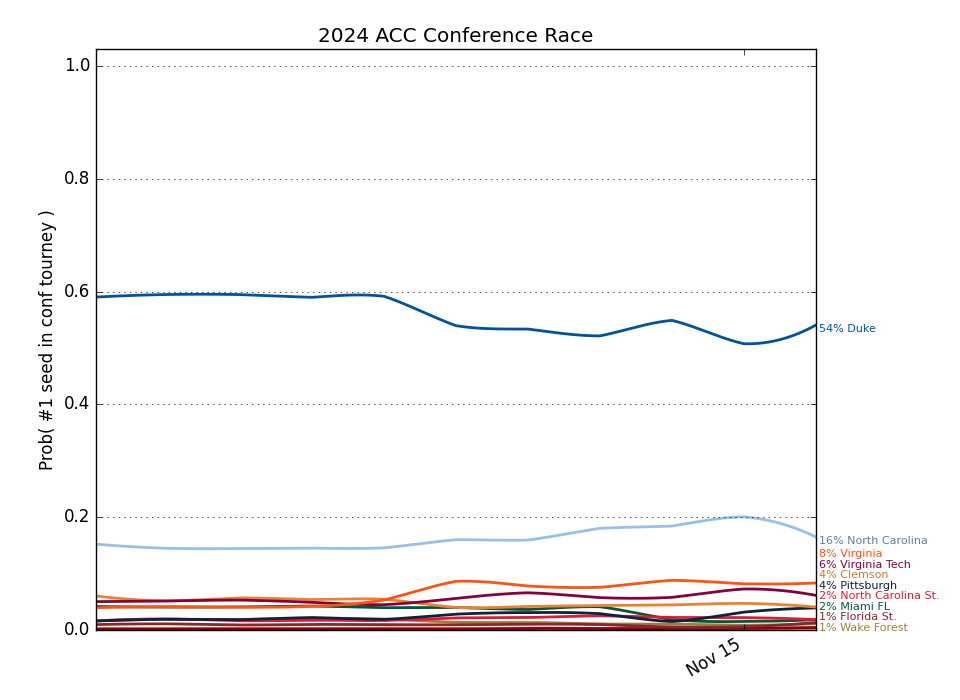 2024 ACC Conference Race
Prob( #1 seed in conf tourney )
1.0
0.8
0.6
0.4
0.2
0.0
54% Duke
16% North Carolina
8% Virginia
6% Virginia Tech
4% Clemson
4% Pittsburgh
2% North Carolina St.
2% Miami FL
1% Florida St.
1% Wake Forest
Nov 15